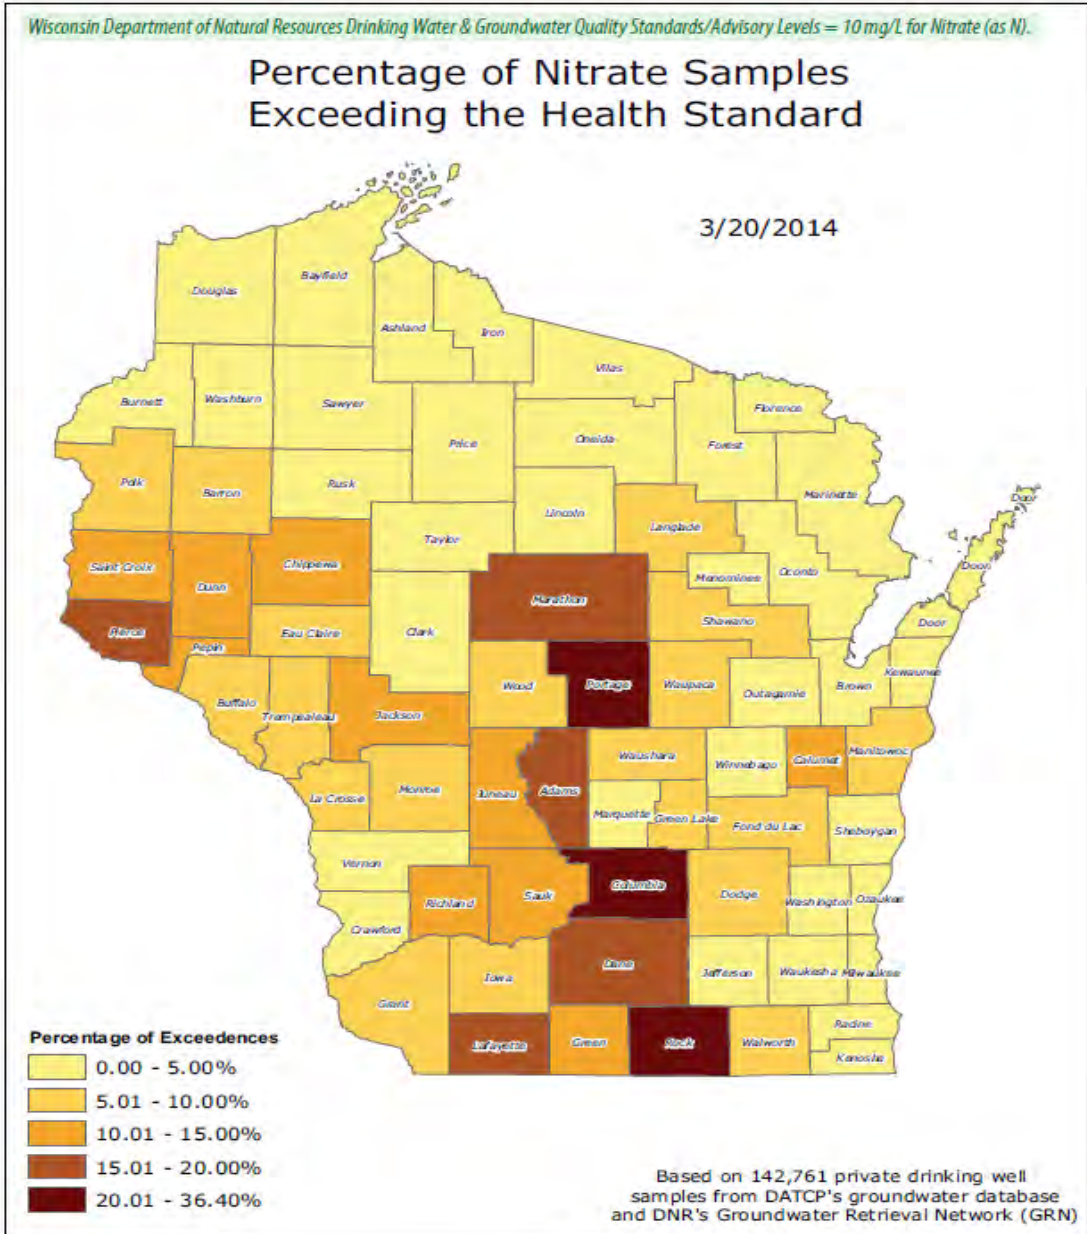 Wisconsin Department of Natural Resources Drinking Water & Groundwater Quality Standards/Advisory Levels = 10 mg/L for Nitrate (as N).
Percentage of Nitrate Samples
Exceeding the Health Standard
3/20/2014
Bayfield
Douglas
Ashland
Iron
Vilas
Burnett
Washburn
Sawyer
Florence
Price
Oneida
Forest
Polk
Barron
Rusk
Marinette
Door
Lincoln
Langlade
Taylor
Saint Croix
Chippewa
Door
Dunn
Menominee
Oconto
Marathon
Pierce
Eau Claire
Clark
Shawano
Door
Pepin
Kewaunee
Wood
Portage
Waupaca
Outagamie
Brown
Buffalo
Trempealeau
Jackson
Waushara
Winnebago
Calumet
Manitowoc
La Crosse
Monroe
Juneau
Adams
Marquette
Green Lake
Fond du Lac
Sheboygan
Vernon
Columbia
Richland
Sauk
Dodge
Washington
Ozaukee
Crawford
Iowa
Dane
Jefferson
Waukesha
Milwaukee
Grant
Lafayette
Green
Rock
Walworth
Racine
Kenosha
Percentage of Exceedences
0.00 - 5.00%
5.01 - 10.00%
10.01 - 15.00%
15.01 - 20.00%
20.01 - 36.40%
Based on 142,761 private drinking well
samples from DATCP's groundwater database
and DNR's Groundwater Retrieval Network (GRN)